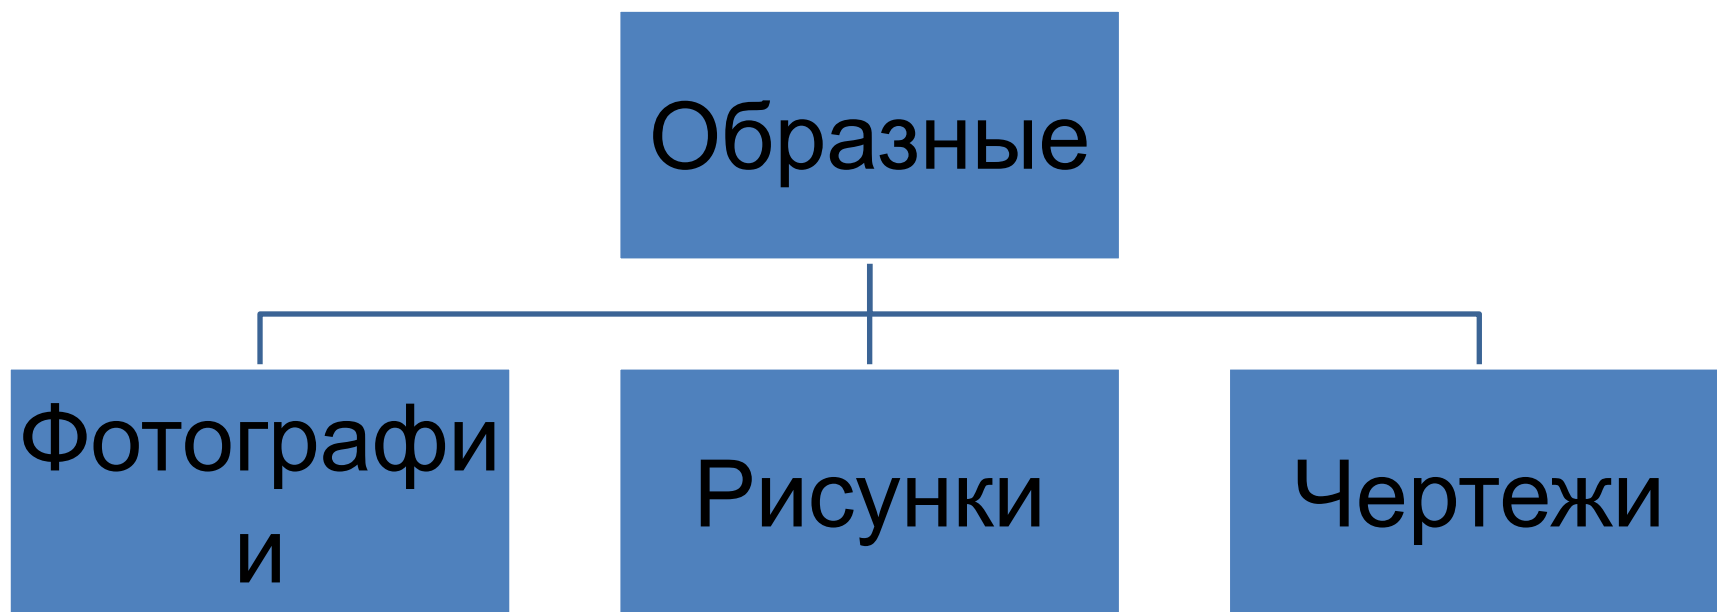 Образные
Фотографи
и
Рисунки
Чертежи